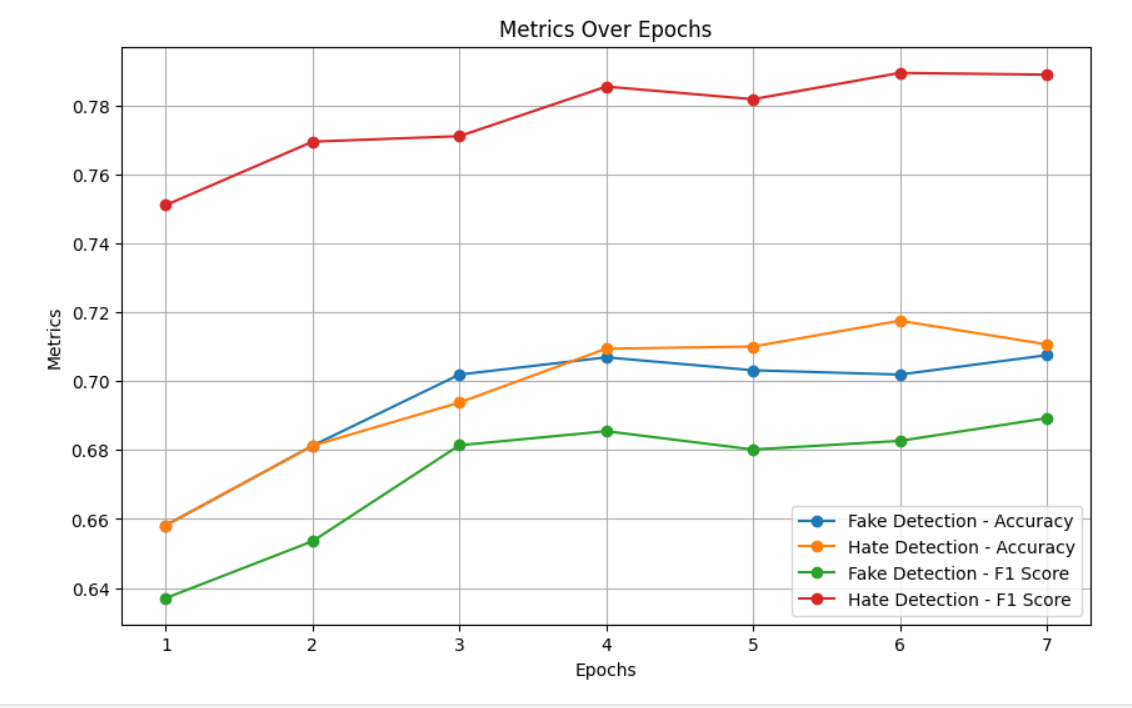 Metrics Over Epochs
Metrics
0.78
0.76
0.74
0.72
0.70
0.68
0.66
0.64
Fake Detection - Accuracy
Hate Detection - Accuracy
Fake Detection - F1 Score
Hate Detection - F1 Score
1 2 3 4 5 6 7
Epochs